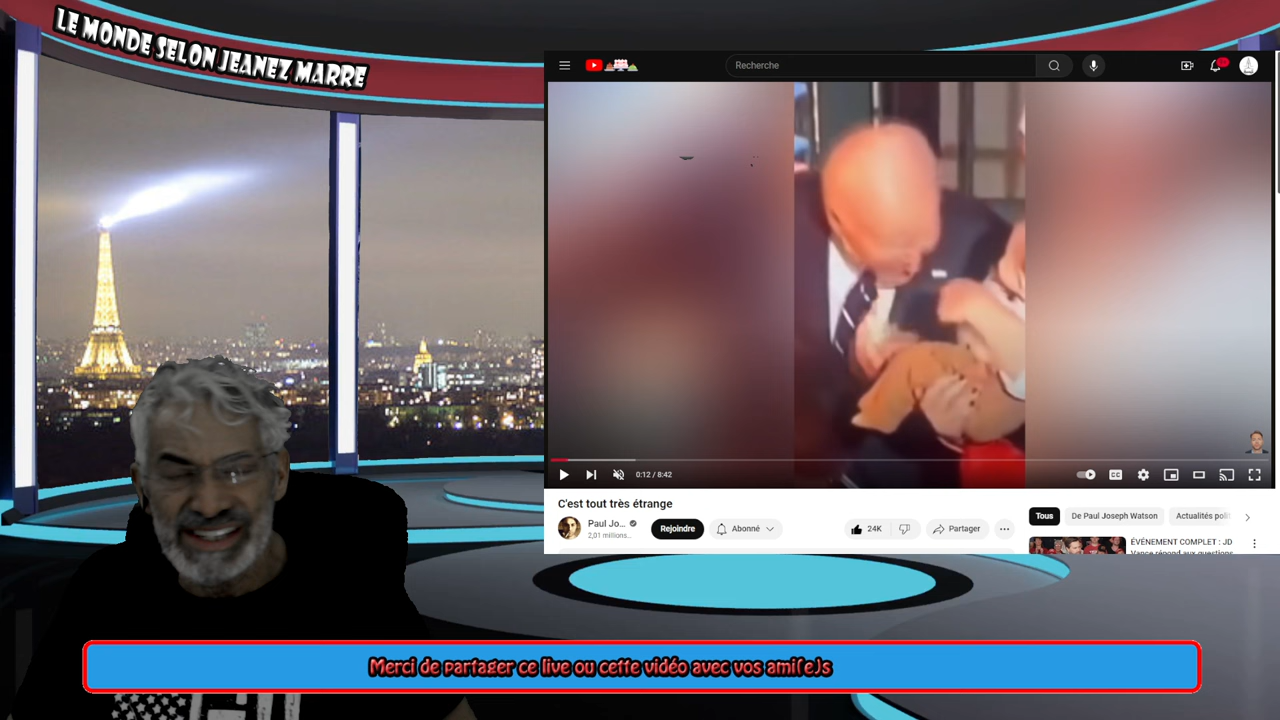 LE MONDE SELON JEANEZ MARRE
Recherche
0:12 / 8:42
CC
C'est tout très étrange
Paul Jo...
2,01 millions...
Rejoindre
Abonné
24K
Partager
Tous
De Paul Joseph Watson
Actualités poli
ÉVÉNEMENT COMPLET : JD
Vance répond aux questions
Merci de partager ce live ou cette vidéo avec vos ami(e)s